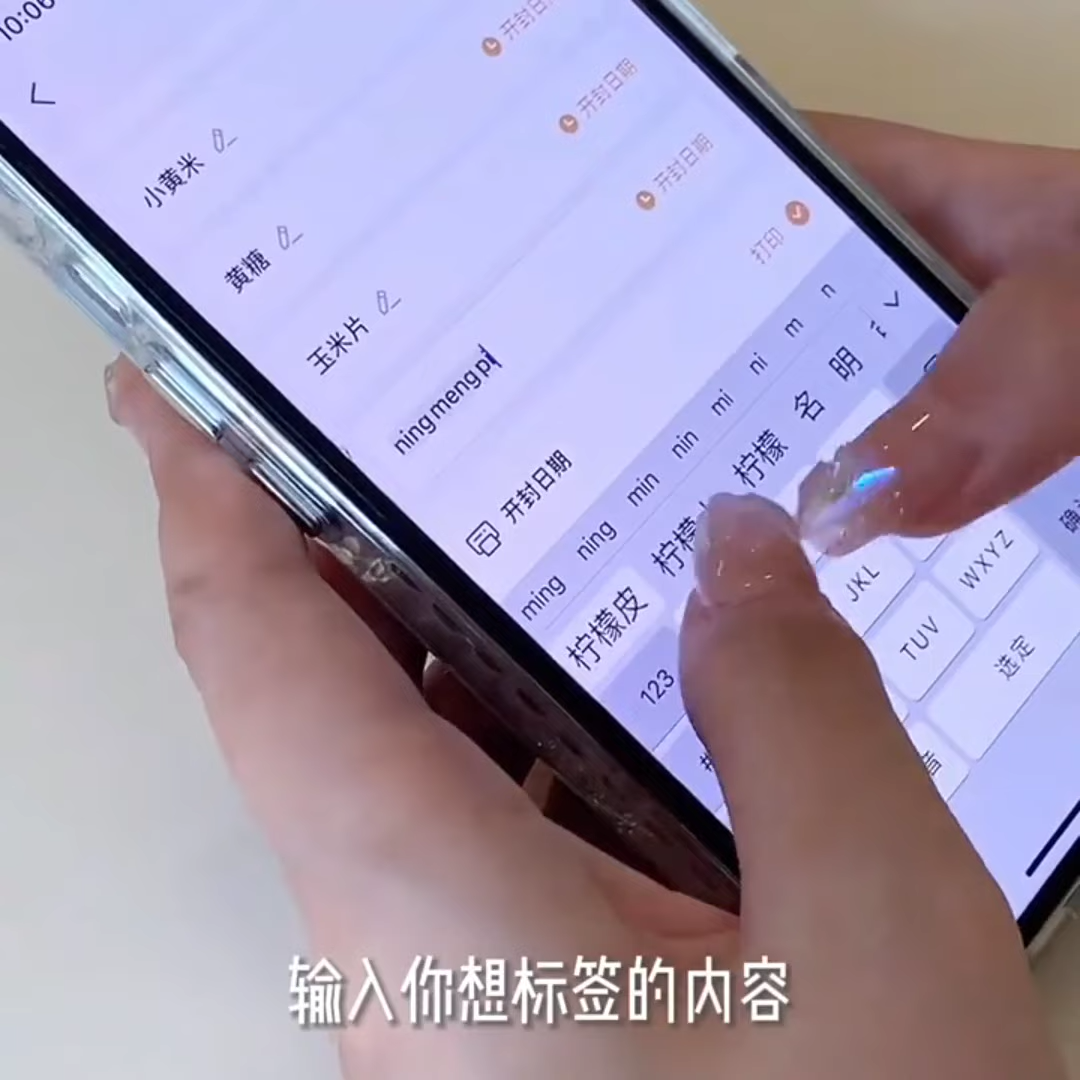 10:06
开封日期
小黄米
开封日期
黄糖
开封日期
玉米片
打印
ning meng pi
开封日期
ming ning min nin mi ni m n
柠檬皮 柠檬 柠檬 名 明
123
JKL
TUV
WXYZ
选定
输入你想标签的内容